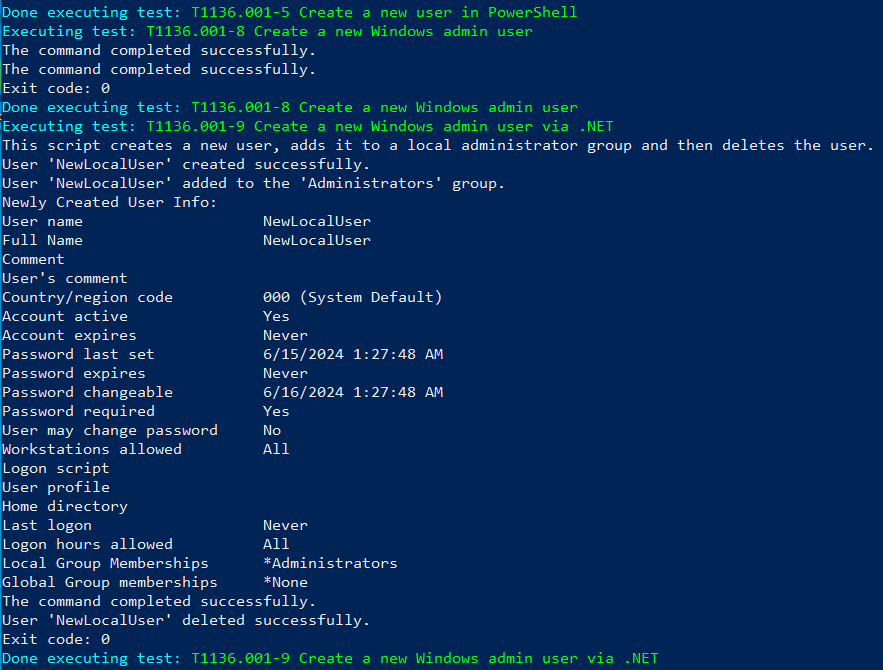 Done executing test: T1136.001-5 Create a new user in PowerShell
Executing test: T1136.001-8 Create a new Windows admin user
The command completed successfully.
The command completed successfully.
Exit code: 0
Done executing test: T1136.001-8 Create a new Windows admin user
Executing test: T1136.001-9 Create a new Windows admin user via .NET
This script creates a new user, adds it to a local administrator group and then deletes the user.
User 'NewLocalUser' created successfully.
User 'NewLocalUser' added to the 'Administrators' group.
Newly Created User Info:
User name                    NewLocalUser
Full Name                    NewLocalUser
Comment
User's comment
Country/region code          000 (System Default)
Account active               Yes
Account expires              Never
Password last set            6/15/2024 1:27:48 AM
Password expires             Never
Password changeable          6/16/2024 1:27:48 AM
Password required            Yes
User may change password     No
Workstations allowed         All
Logon script
User profile
Home directory
Last logon                   Never
Logon hours allowed          All
Local Group Memberships      *Administrators
Global Group memberships     *None
The command completed successfully.
User 'NewLocalUser' deleted successfully.
Exit code: 0
Done executing test: T1136.001-9 Create a new Windows admin user via .NET